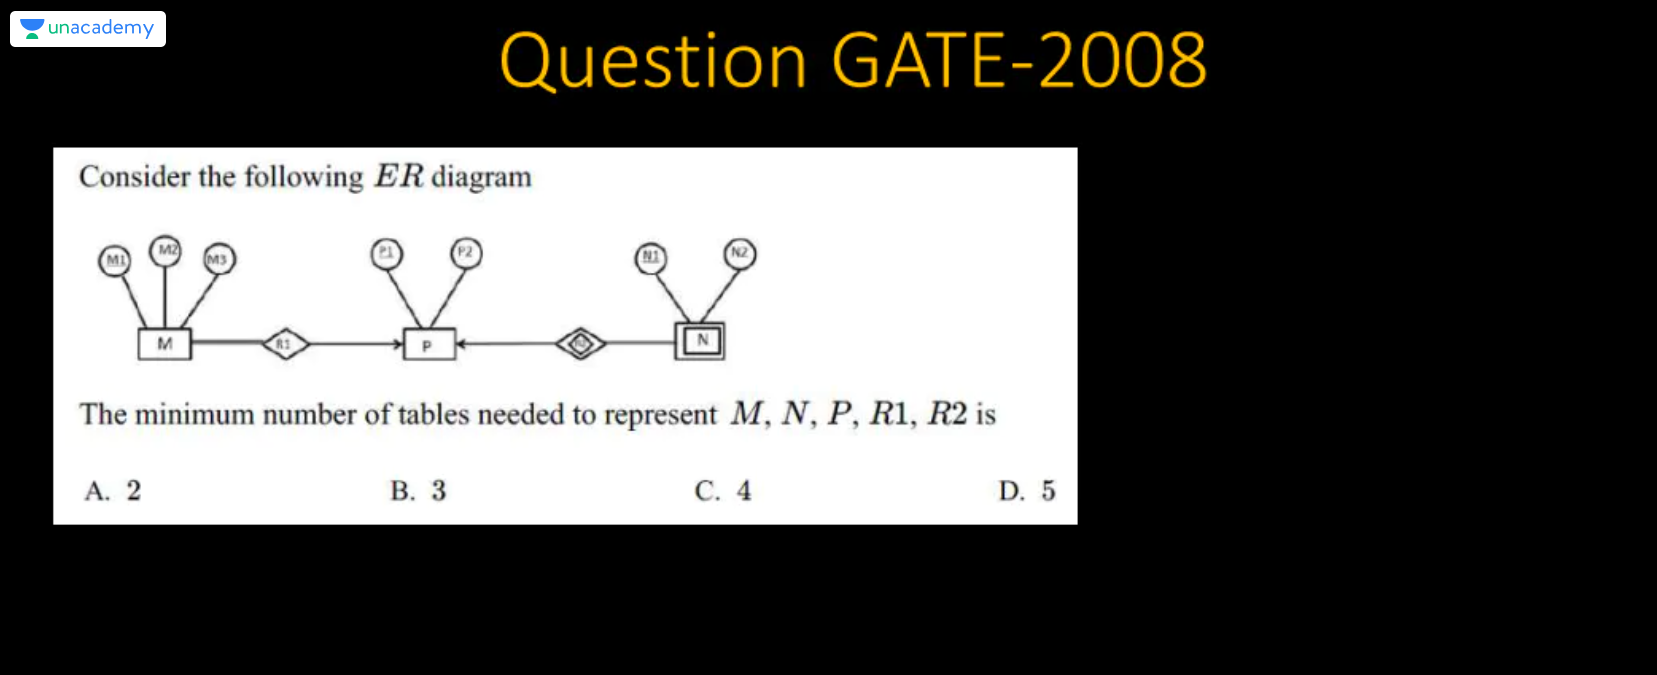 unacademy
Question GATE-2008
Consider the following ER diagram
M1 M2 M3 P1 P2 N1 N2
M R1 P R2 N
The minimum number of tables needed to represent M, N, P, R1, R2 is
A. 2 B. 3 C. 4 D. 5